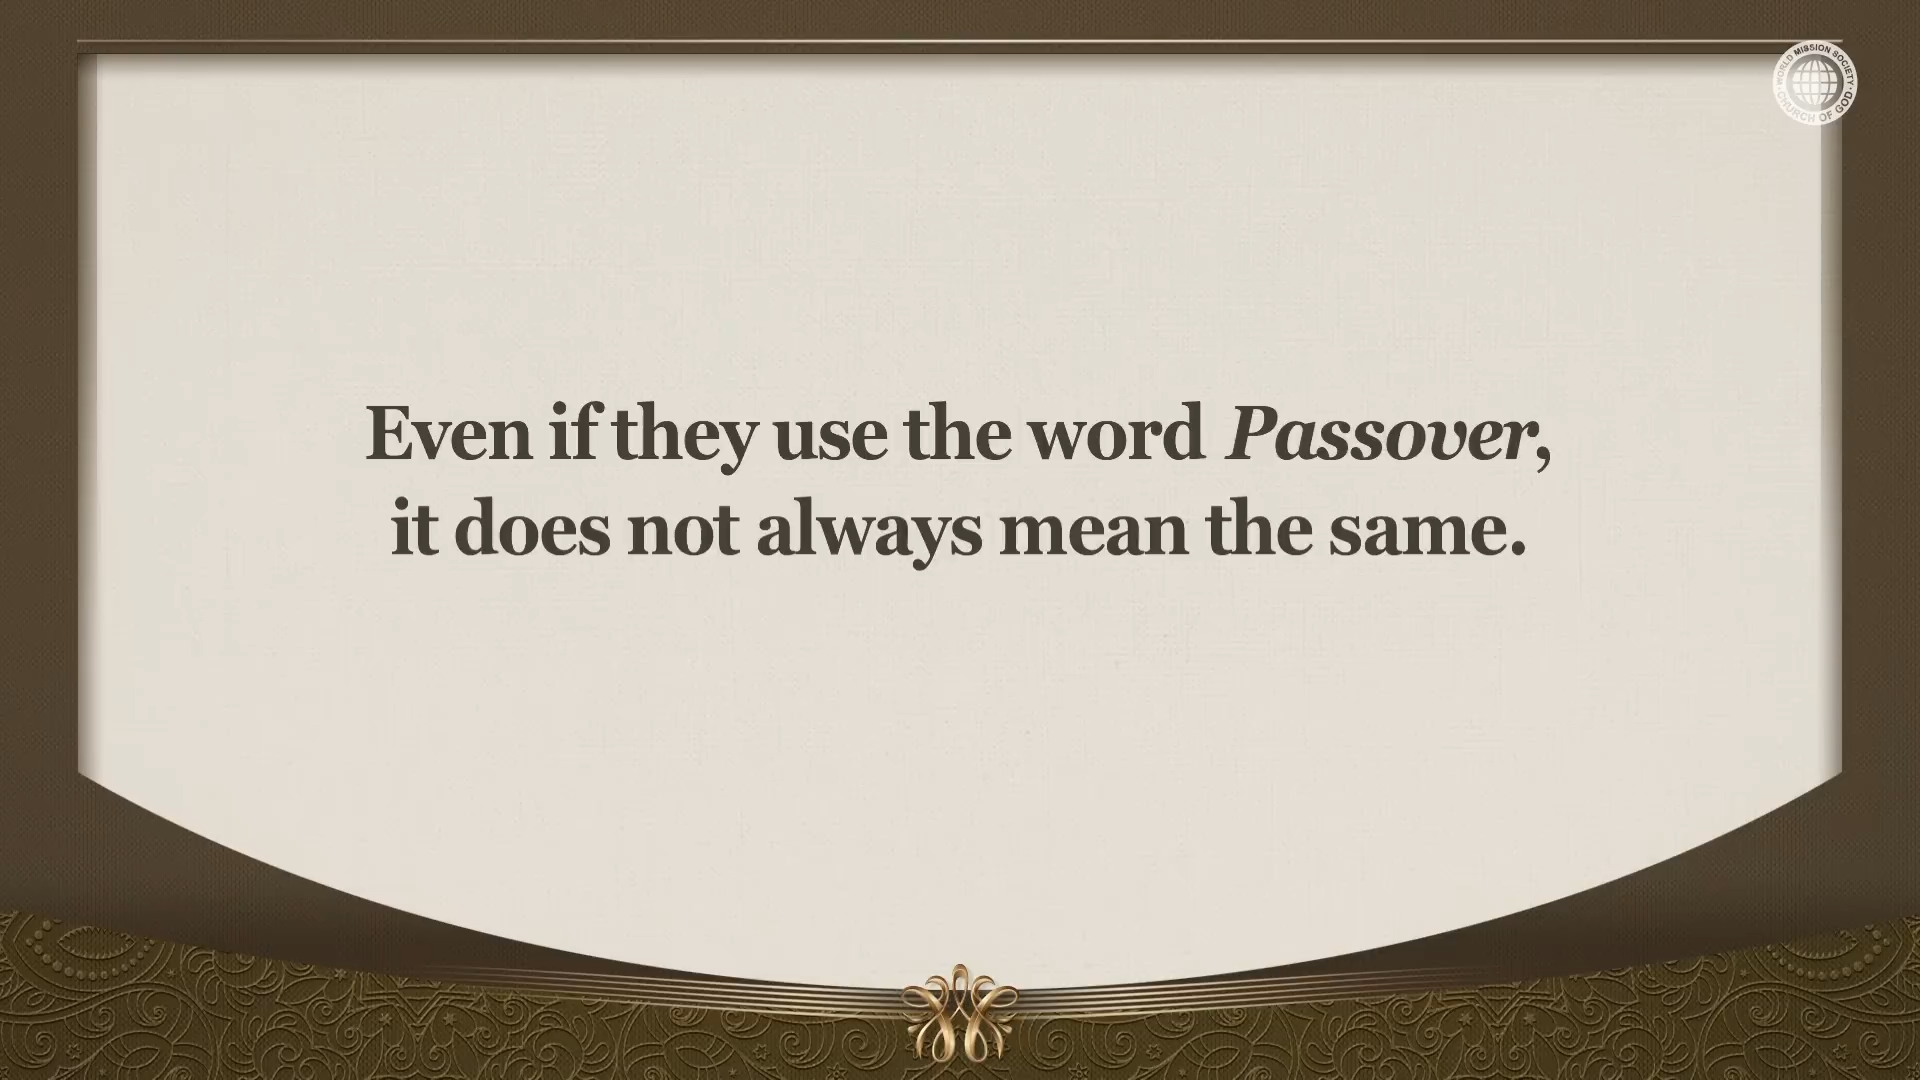 WORLD MISSION SOCIETY
CHURCH OF GOD
Even if they use the word Passover,
it does not always mean the same.